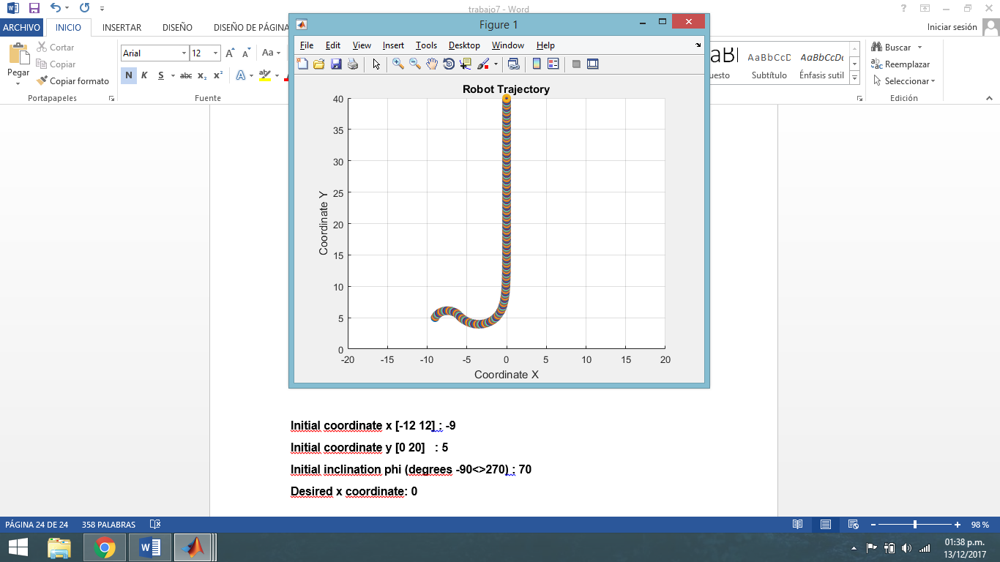 trabajo7 - Word
ARCHIVO INICIO INSERTAR DISEÑO DISEÑO DE PÁGINA
Iniciar sesión
Pegar
Cortar
Copiar
Copiar formato
Portapapeles
Arial 12
N K S abc x₂ x²
Fuente
AaBbCcD AaBbCcDc
Subtítulo Énfasis sutil
Buscar
Reemplazar
Seleccionar
Edición
Figure 1
File Edit View Insert Tools Desktop Window Help
Robot Trajectory
40
35
30
25
20
15
10
5
0
Coordinate Y
-20 -15 -10 -5 0 5 10 15 20
Coordinate X
Initial coordinate x [-12 12] : -9
Initial coordinate y [0 20] : 5
Initial inclination phi (degrees -90<>270) : 70
Desired x coordinate: 0
PÁGINA 24 DE 24 358 PALABRAS
98 %
01:38 p.m.
13/12/2017